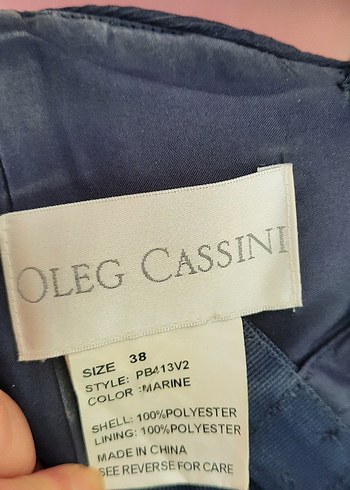 OLEG CASSINI
SIZE 38
STYLE: PB413V2
COLOR :MARINE
SHELL: 100%POLYESTER
LINING: 100%POLYESTER
MADE IN CHINA
SEE REVERSE FOR CARE